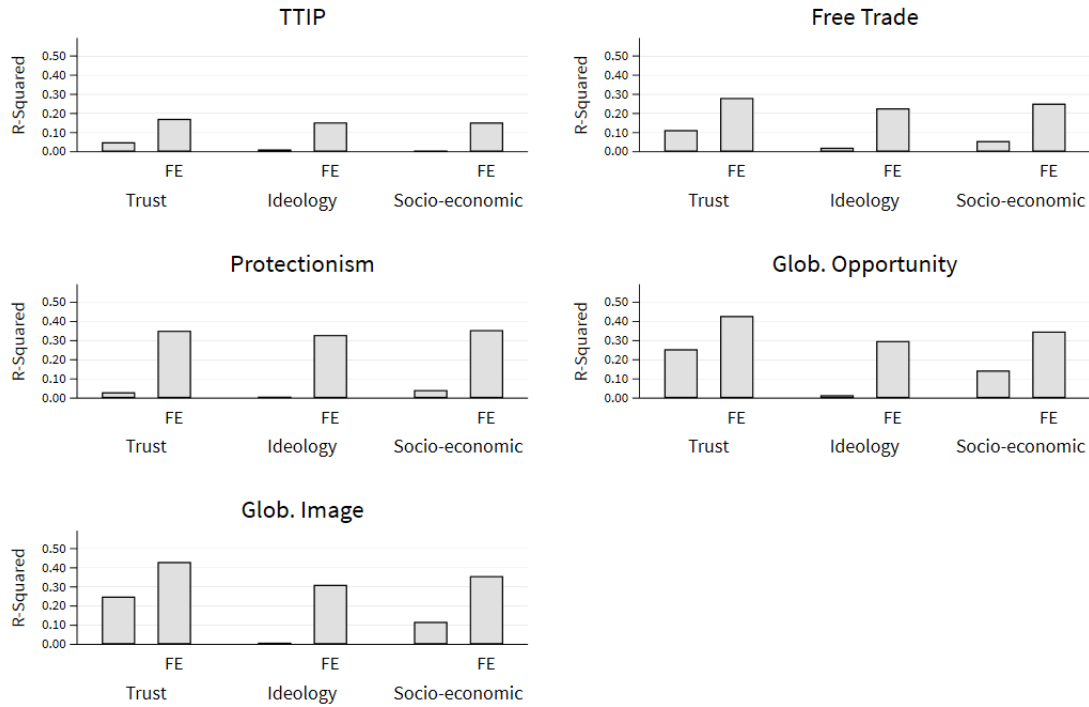 TTIP
R-Squared
0.50
0.40
0.30
0.20
0.10
0.00
FE FE FE
Trust Ideology Socio-economic
Free Trade
R-Squared
0.50
0.40
0.30
0.20
0.10
0.00
FE FE FE
Trust Ideology Socio-economic
Protectionism
R-Squared
0.50
0.40
0.30
0.20
0.10
0.00
FE FE FE
Trust Ideology Socio-economic
Glob. Opportunity
R-Squared
0.50
0.40
0.30
0.20
0.10
0.00
FE FE FE
Trust Ideology Socio-economic
Glob. Image
R-Squared
0.50
0.40
0.30
0.20
0.10
0.00
FE FE FE
Trust Ideology Socio-economic